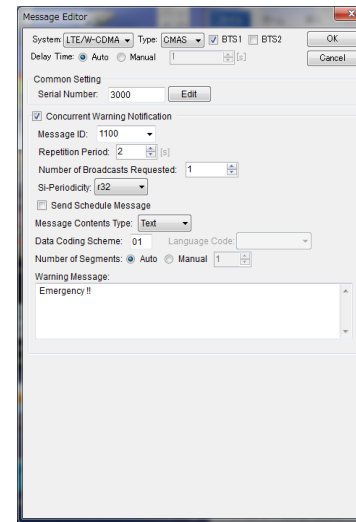 Message Editor
System: LTE/W-CDMA Type: CMAS BTS1 BTS2 OK
Delay Time: Auto Manual 1 [s] Cancel
Common Setting
Serial Number: 3000 Edit
Concurrent Warning Notification
Message ID: 1100
Repetition Period: 2 [s]
Number of Broadcasts Requested: 1
Si-Periodicity: r32
Send Schedule Message
Message Contents Type: Text
Data Coding Scheme: 01 Language Code:
Number of Segments: Auto Manual 1
Warning Message:
Emergency !!